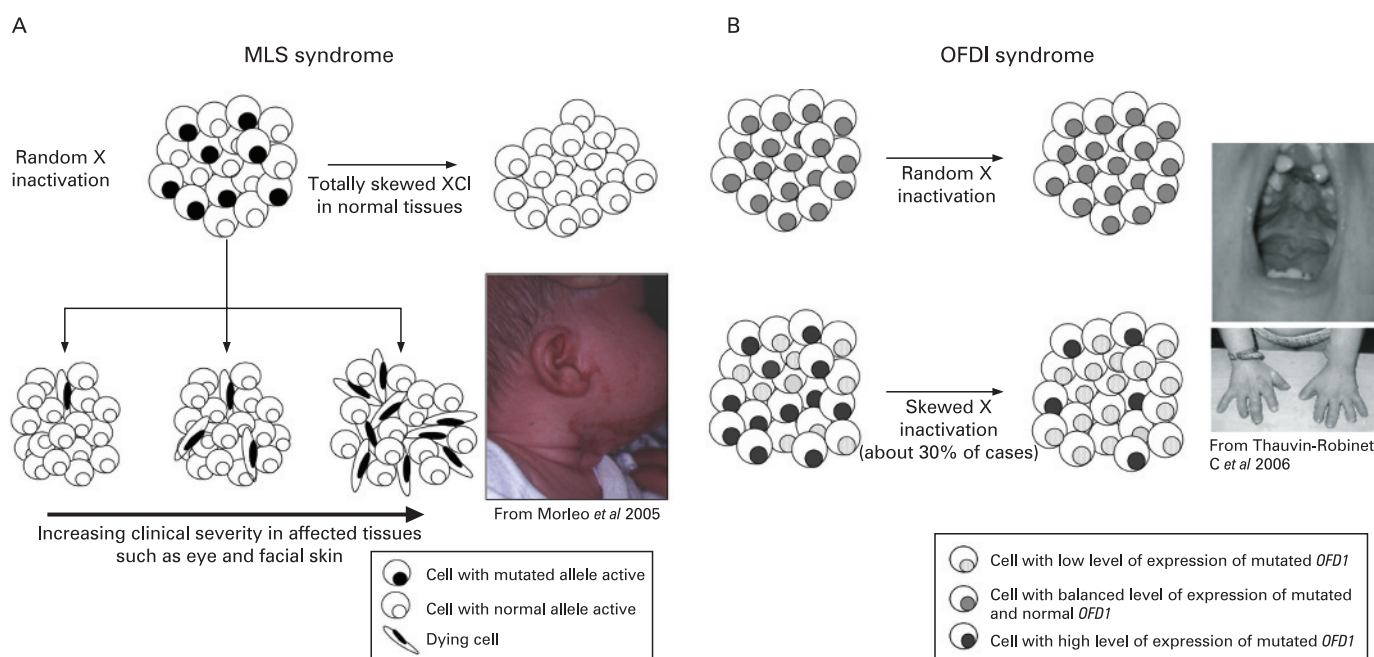 A
MLS syndrome
Random X
inactivation
Totally skewed XCI
in normal tissues
From Morleo et al 2005
Increasing clinical severity in affected tissues
such as eye and facial skin
Cell with mutated allele active
Cell with normal allele active
Dying cell
B
OFDI syndrome
Random X
inactivation
Skewed X
inactivation
(about 30% of cases)
From Thauvin-Robinet
C et al 2006
Cell with low level of expression of mutated OFD1
Cell with balanced level of expression of mutated
and normal OFD1
Cell with high level of expression of mutated OFD1